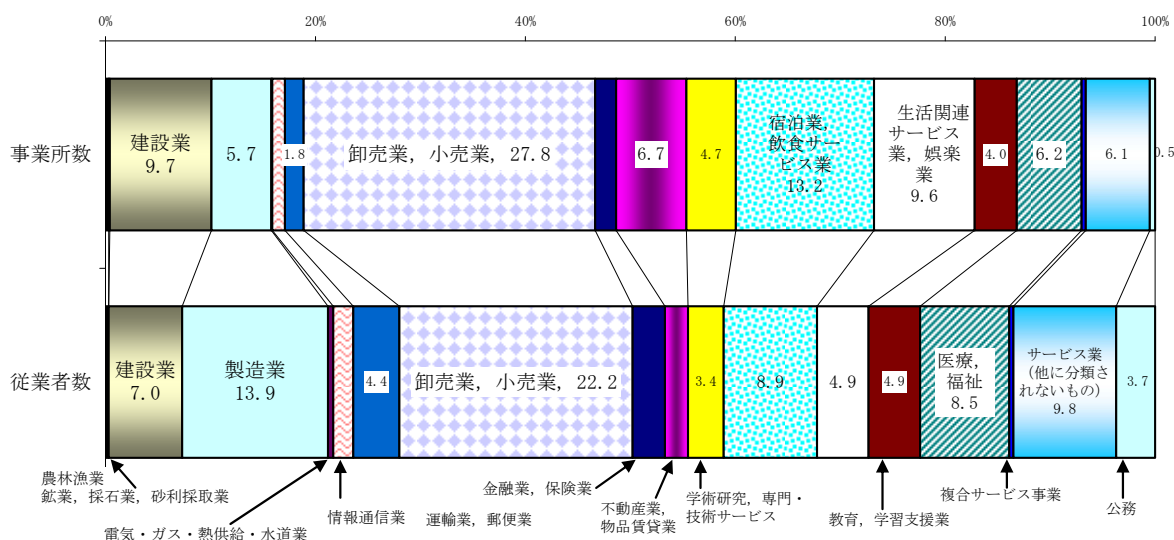 0%
20%
40%
60%
80%
100%
事業所数
建設業
9.7
5.7
1.8
卸売業，小売業，27.8
6.7
4.7
宿泊業，
飲食サー
ビス業
13.2
生活関連
サービス
業，娯楽
業
9.6
4.0
6.2
6.1
0.5
従業者数
建設業
7.0
製造業
13.9
4.4
卸売業，小売業，22.2
3.4
8.9
4.9
4.9
医療，
福祉
8.5
サービス業
（他に分類さ
れないもの）
9.8
3.7
農林漁業
鉱業，採石業，砂利採取業
電気・ガス・熱供給・水道業
情報通信業
運輸業，郵便業
金融業，保険業
不動産業，
物品賃貸業
学術研究，専門・
技術サービス
教育，学習支援業
複合サービス事業
公務